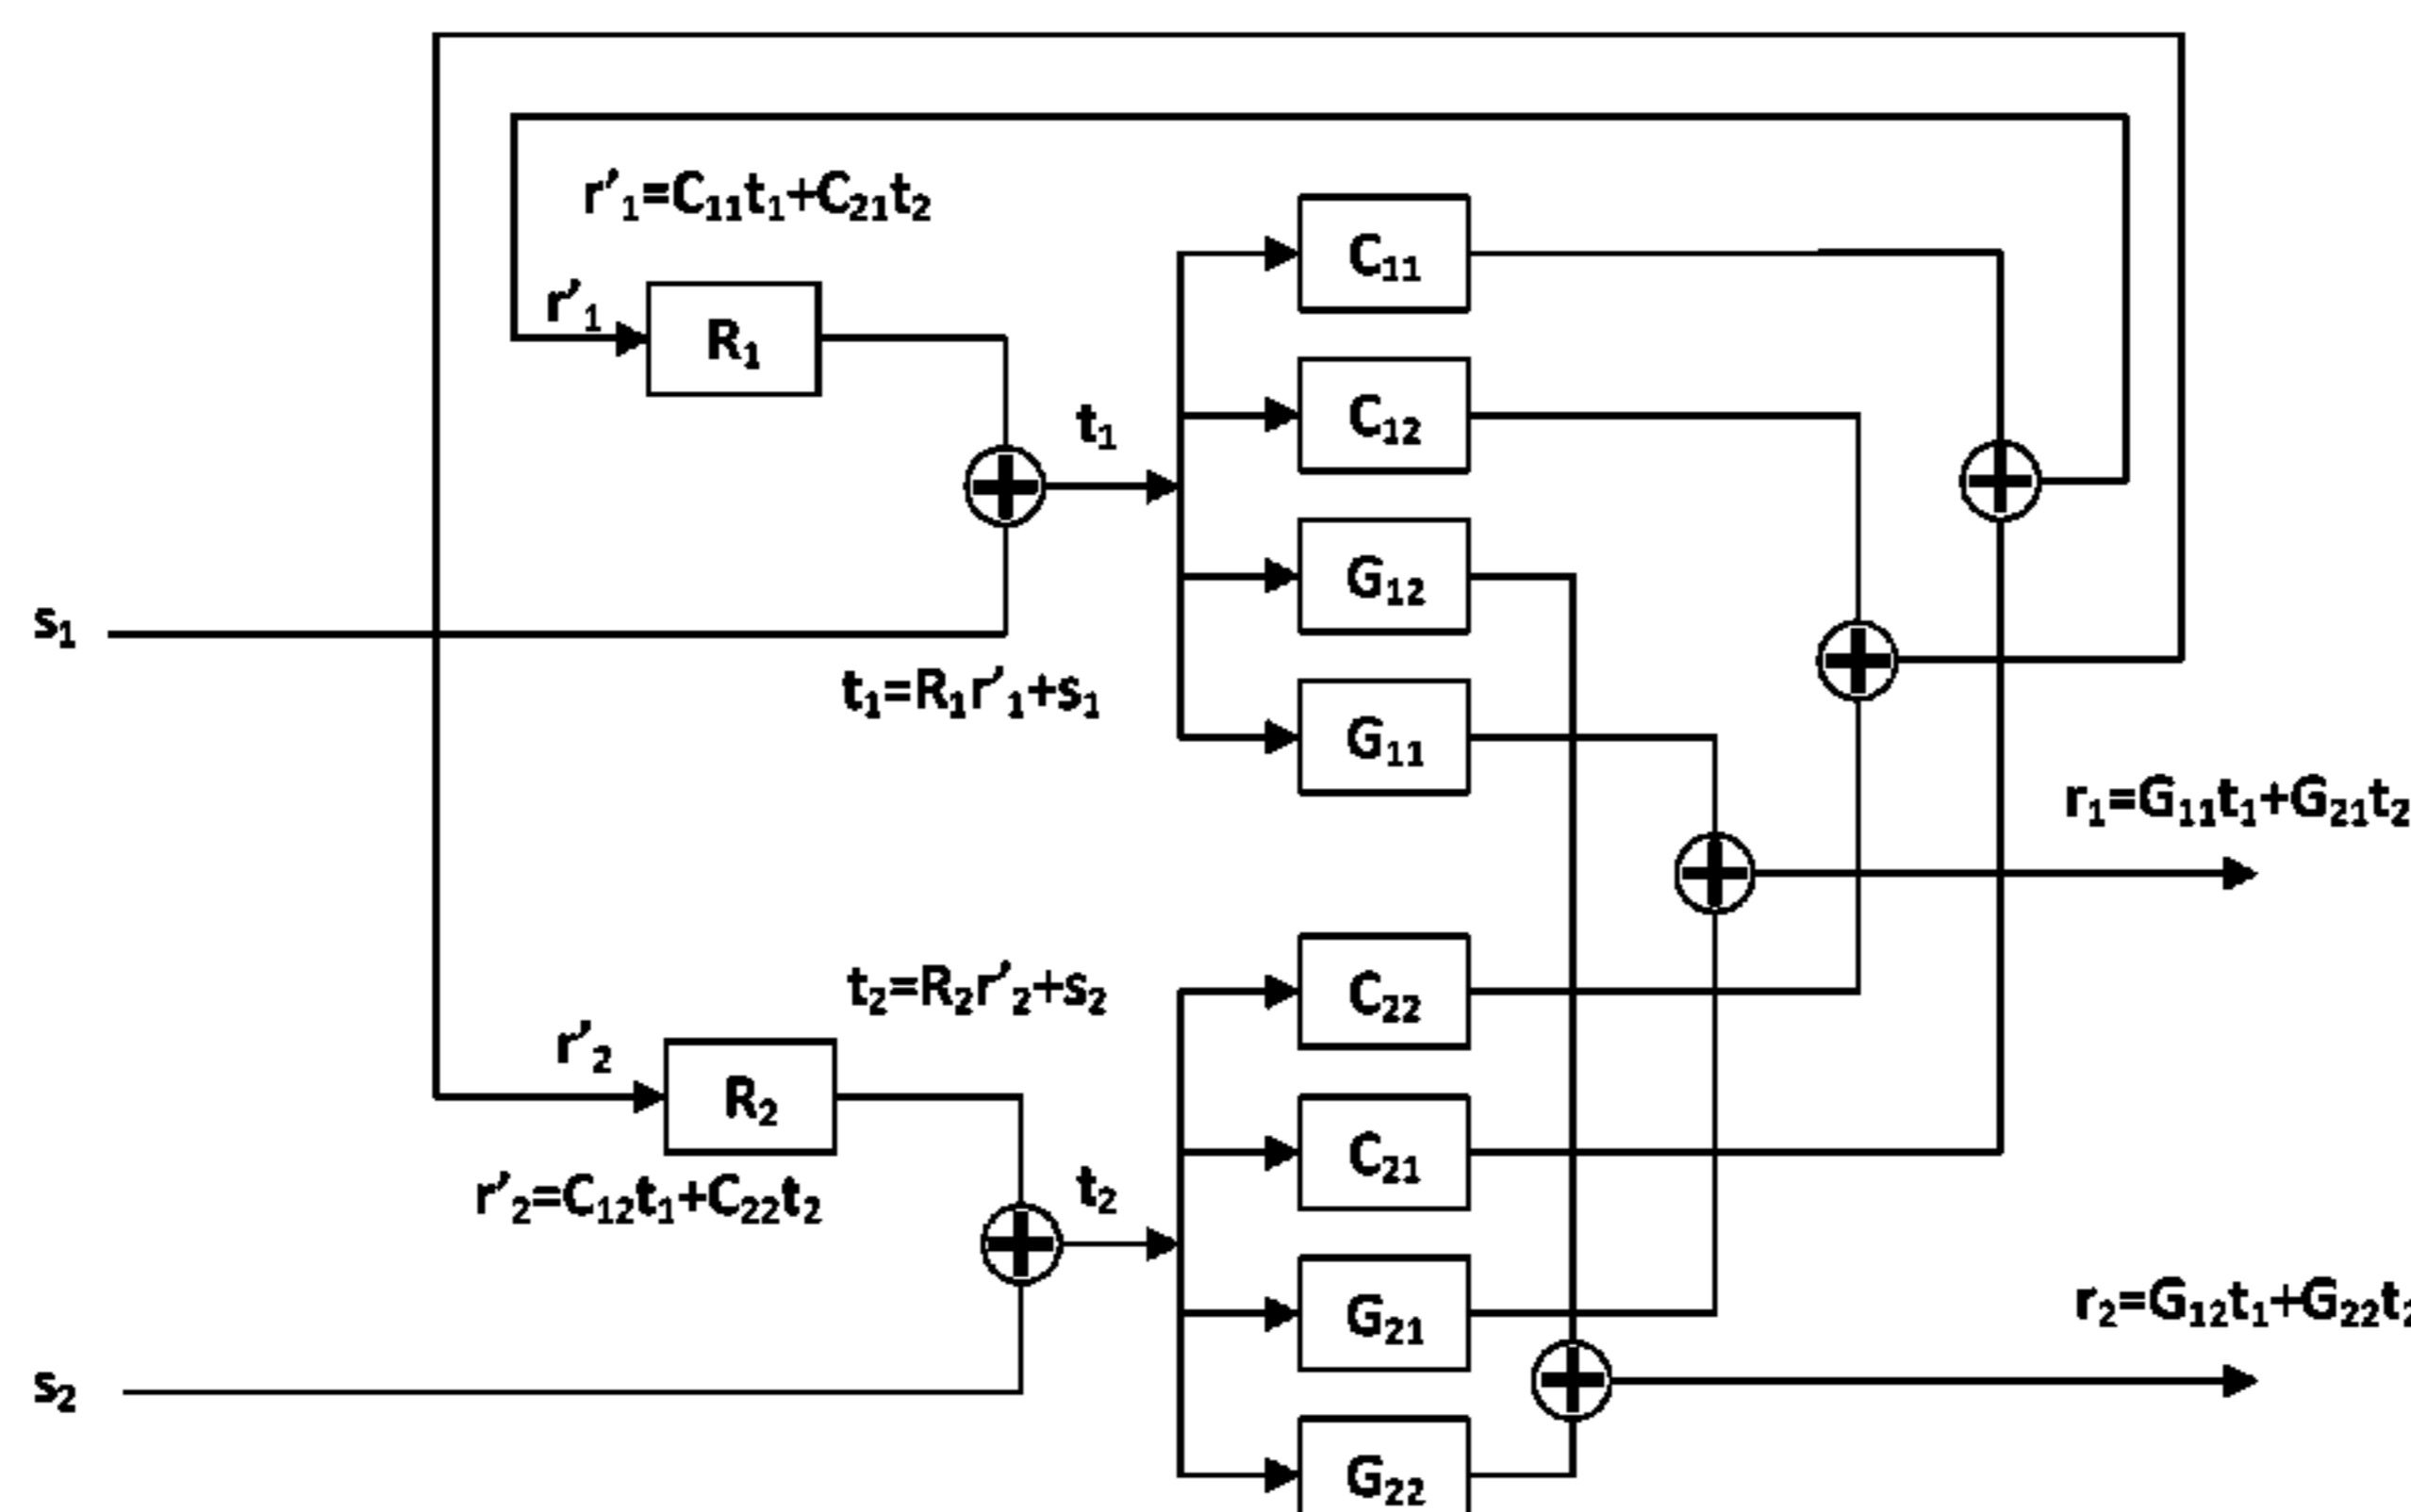 r’₁=C₁₁t₁+C₂₁t₂
C₁₁
r’₁
R₁
C₁₂
t₁
G₁₂
s₁
t₁=R₁r’₁+s₁
G₁₁
r₁=G₁₁t₁+G₂₁t₂
t₂=R₂r’₂+s₂
C₂₂
r’₂
R₂
C₂₁
r’₂=C₁₂t₁+C₂₂t₂
t₂
G₂₁
r₂=G₁₂t₁+G₂₂t₂
s₂
G₂₂